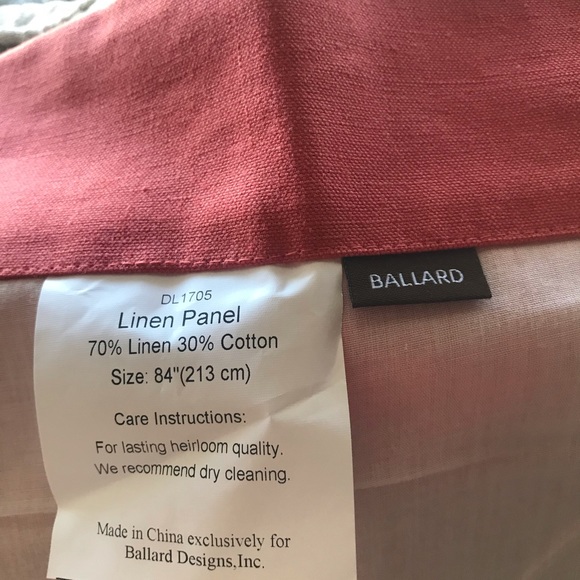 DL1705
Linen Panel
70% Linen 30% Cotton
Size: 84"(213 cm)
Care Instructions:
For lasting heirloom quality.
We recommend dry cleaning.
Made in China exclusively for
Ballard Designs,Inc.
BALLARD